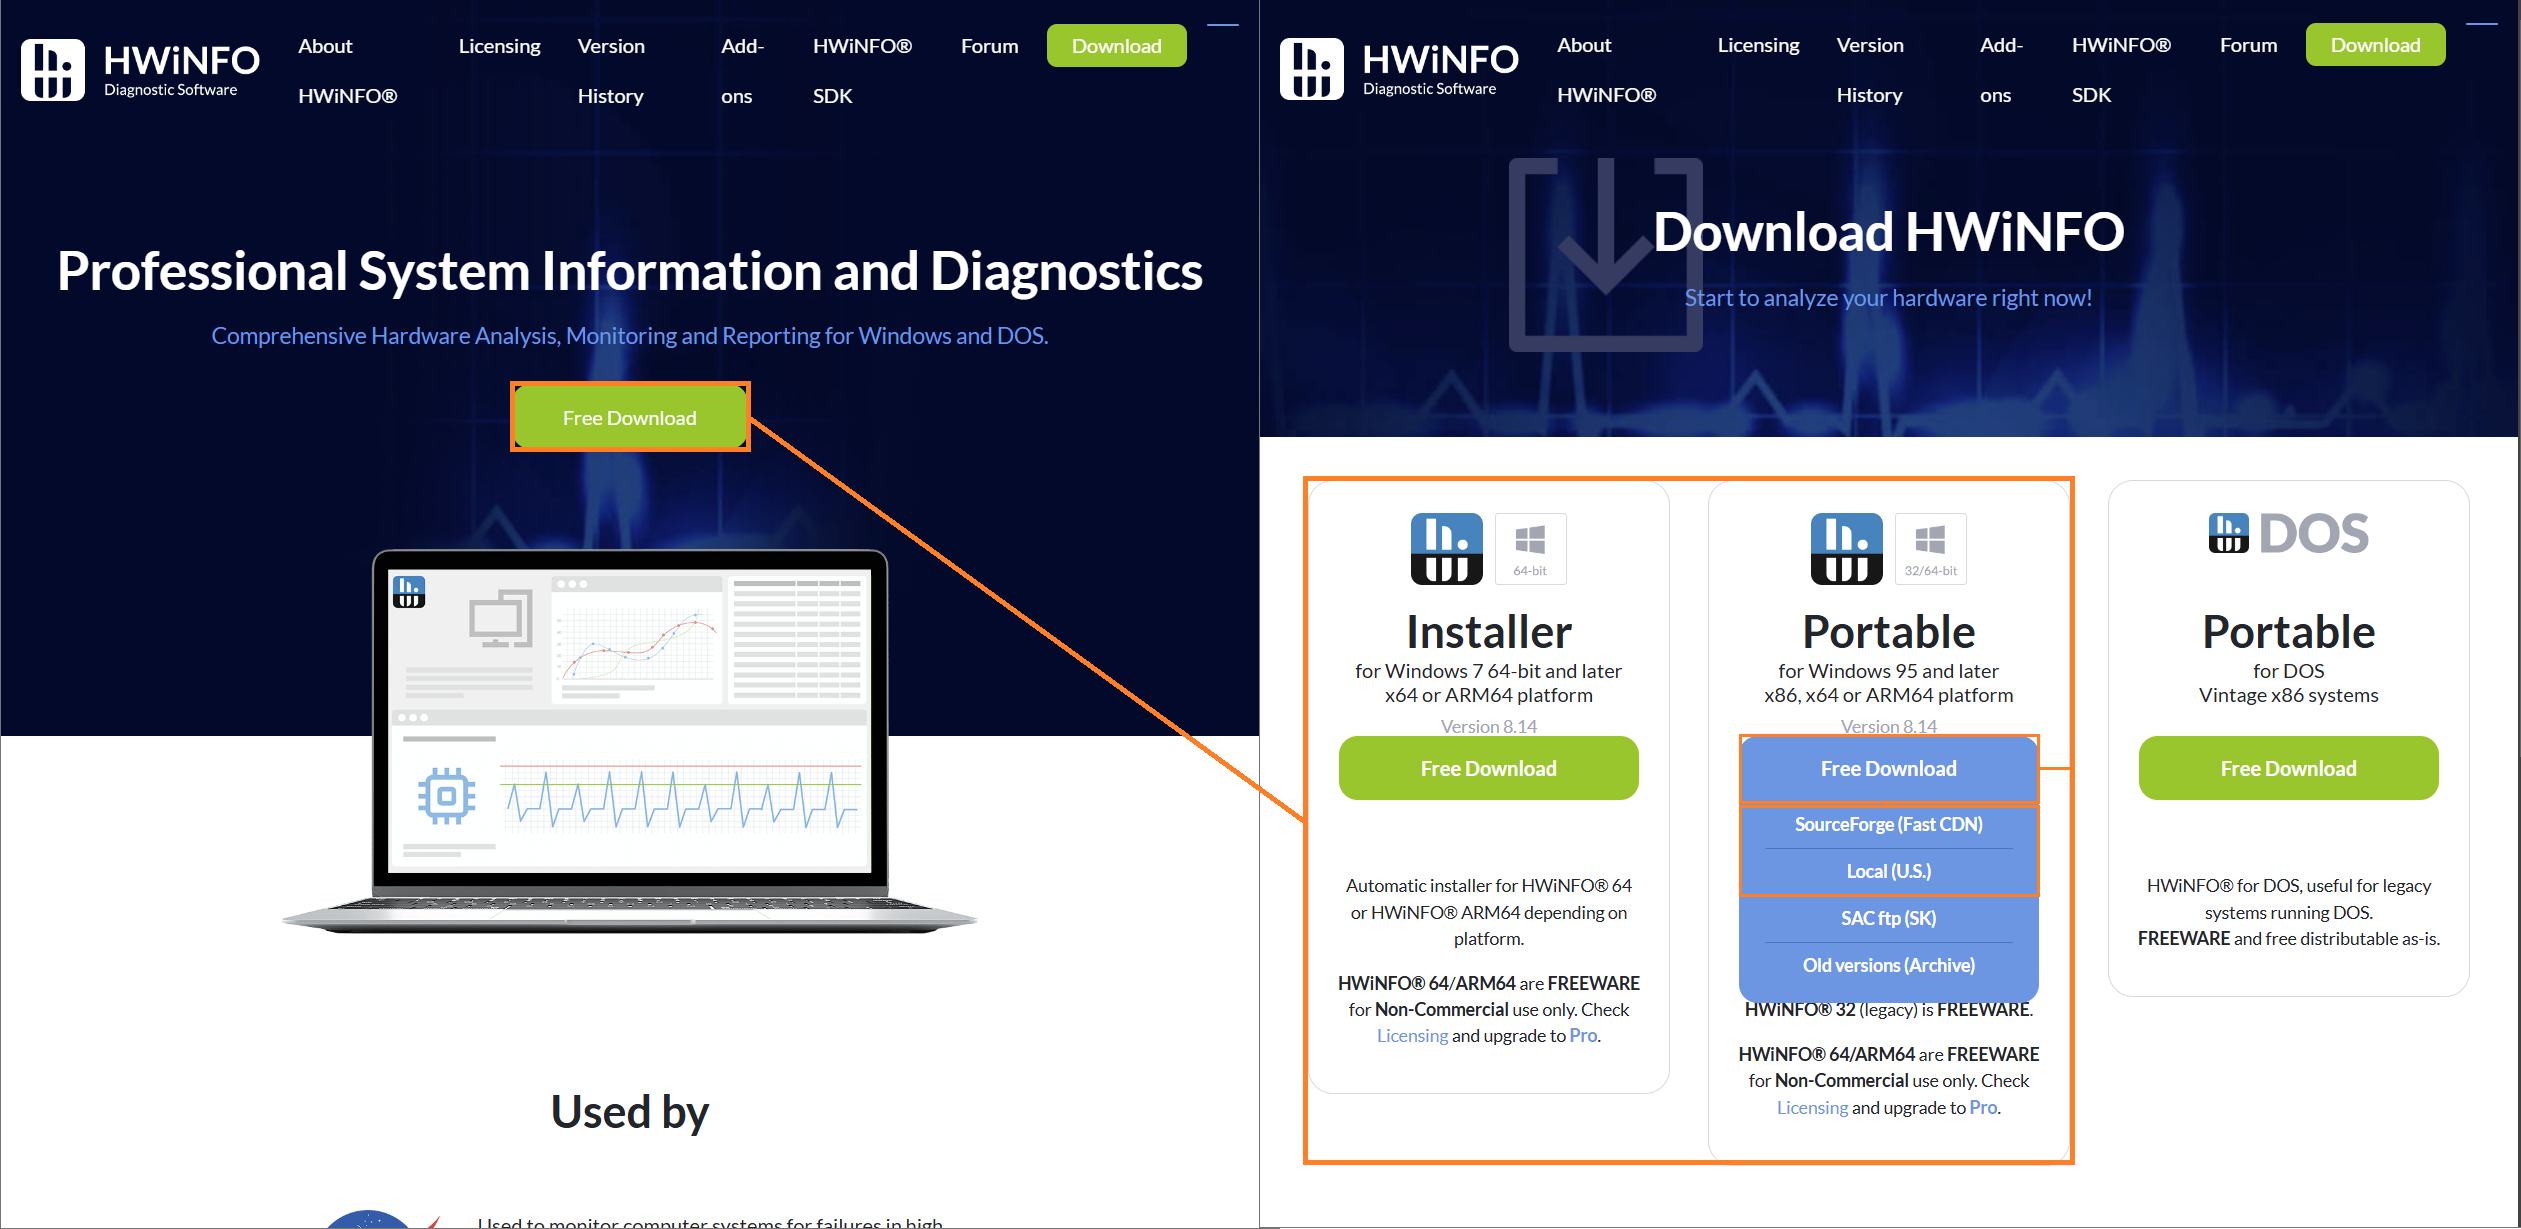 HWiNFO
Diagnostic Software
About
HWiNFO®
Licensing
Version
History
Add-
ons
HWiNFO®
SDK
Forum
Download
Professional System Information and Diagnostics
Comprehensive Hardware Analysis, Monitoring and Reporting for Windows and DOS.
Free Download
Used by
Used to monitor computer systems for failures in high
HWiNFO
Diagnostic Software
About
HWiNFO®
Licensing
Version
History
Add-
ons
HWiNFO®
SDK
Forum
Download
Download HWiNFO
Start to analyze your hardware right now!
64-bit
Installer
for Windows 7 64-bit and later
x64 or ARM64 platform
Version 8.14
Free Download
Automatic installer for HWiNFO® 64
or HWiNFO® ARM64 depending on
platform.
HWiNFO® 64/ARM64 are FREEWARE
for Non-Commercial use only. Check
Licensing and upgrade to Pro.
32/64-bit
Portable
for Windows 95 and later
x86, x64 or ARM64 platform
Version 8.14
Free Download
SourceForge (Fast CDN)
Local (U.S.)
SAC ftp (SK)
Old versions (Archive)
HWiNFO® 32 (legacy) is FREEWARE.
HWiNFO® 64/ARM64 are FREEWARE
for Non-Commercial use only. Check
Licensing and upgrade to Pro.
DOS
Portable
for DOS
Vintage x86 systems
Free Download
HWiNFO® for DOS, useful for legacy
systems running DOS.
FREEWARE and free distributable as-is.